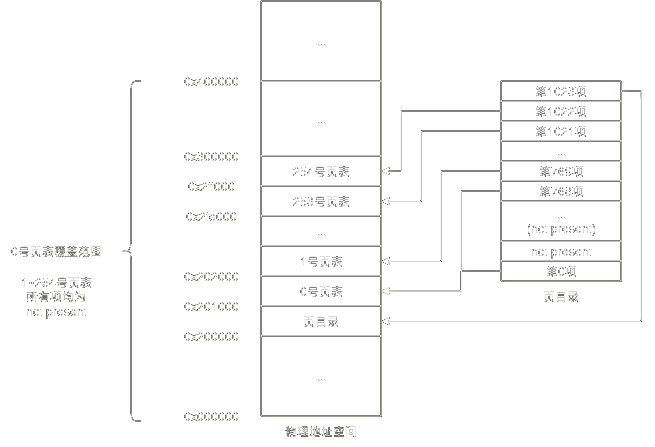 ...
0x400000
...
0x300000
254号页表
0x2ff000
253号页表
0x2fe000
...
1号页表
0x202000
0号页表
0x201000
页目录
0x200000
...
0x000000
物理地址空间
0号页表覆盖范围
1~254号页表
所有项均为
not present
第1023项
第1022项
第1021项
...
第769项
第768项
...
(not present)
not present
第0项
页目录